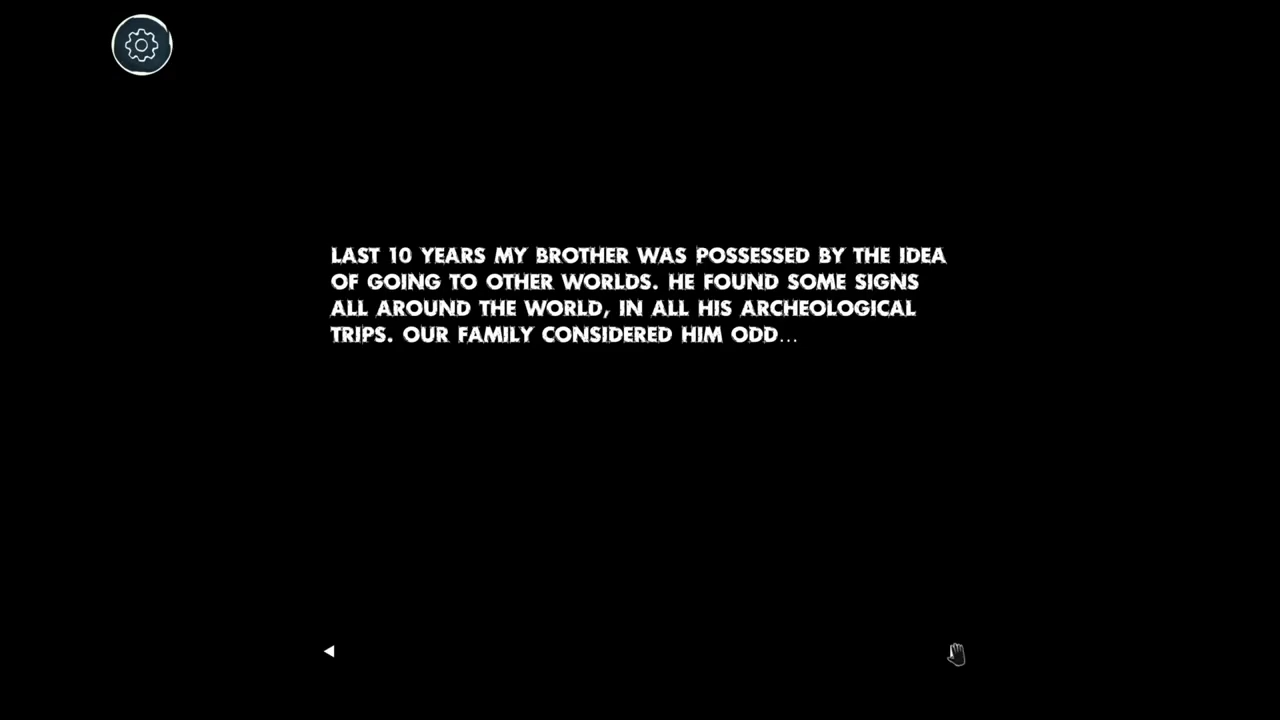 LAST 10 YEARS MY BROTHER WAS POSSESSED BY THE IDEA
OF GOING TO OTHER WORLDS. HE FOUND SOME SIGNS
ALL AROUND THE WORLD, IN ALL HIS ARCHEOLOGICAL
TRIPS. OUR FAMILY CONSIDERED HIM ODD...